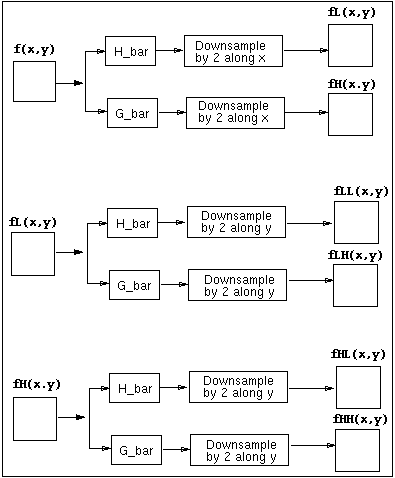 fL(x,y)
f(x,y)
H_bar
Downsample
by 2 along x
fH(x.y)
G_bar
Downsample
by 2 along x
fLL(x,y)
fL(x,y)
H_bar
Downsample
by 2 along y
fLH(x,y)
G_bar
Downsample
by 2 along y
fHL(x,y)
fH(x.y)
H_bar
Downsample
by 2 along y
fHH(x,y)
G_bar
Downsample
by 2 along y